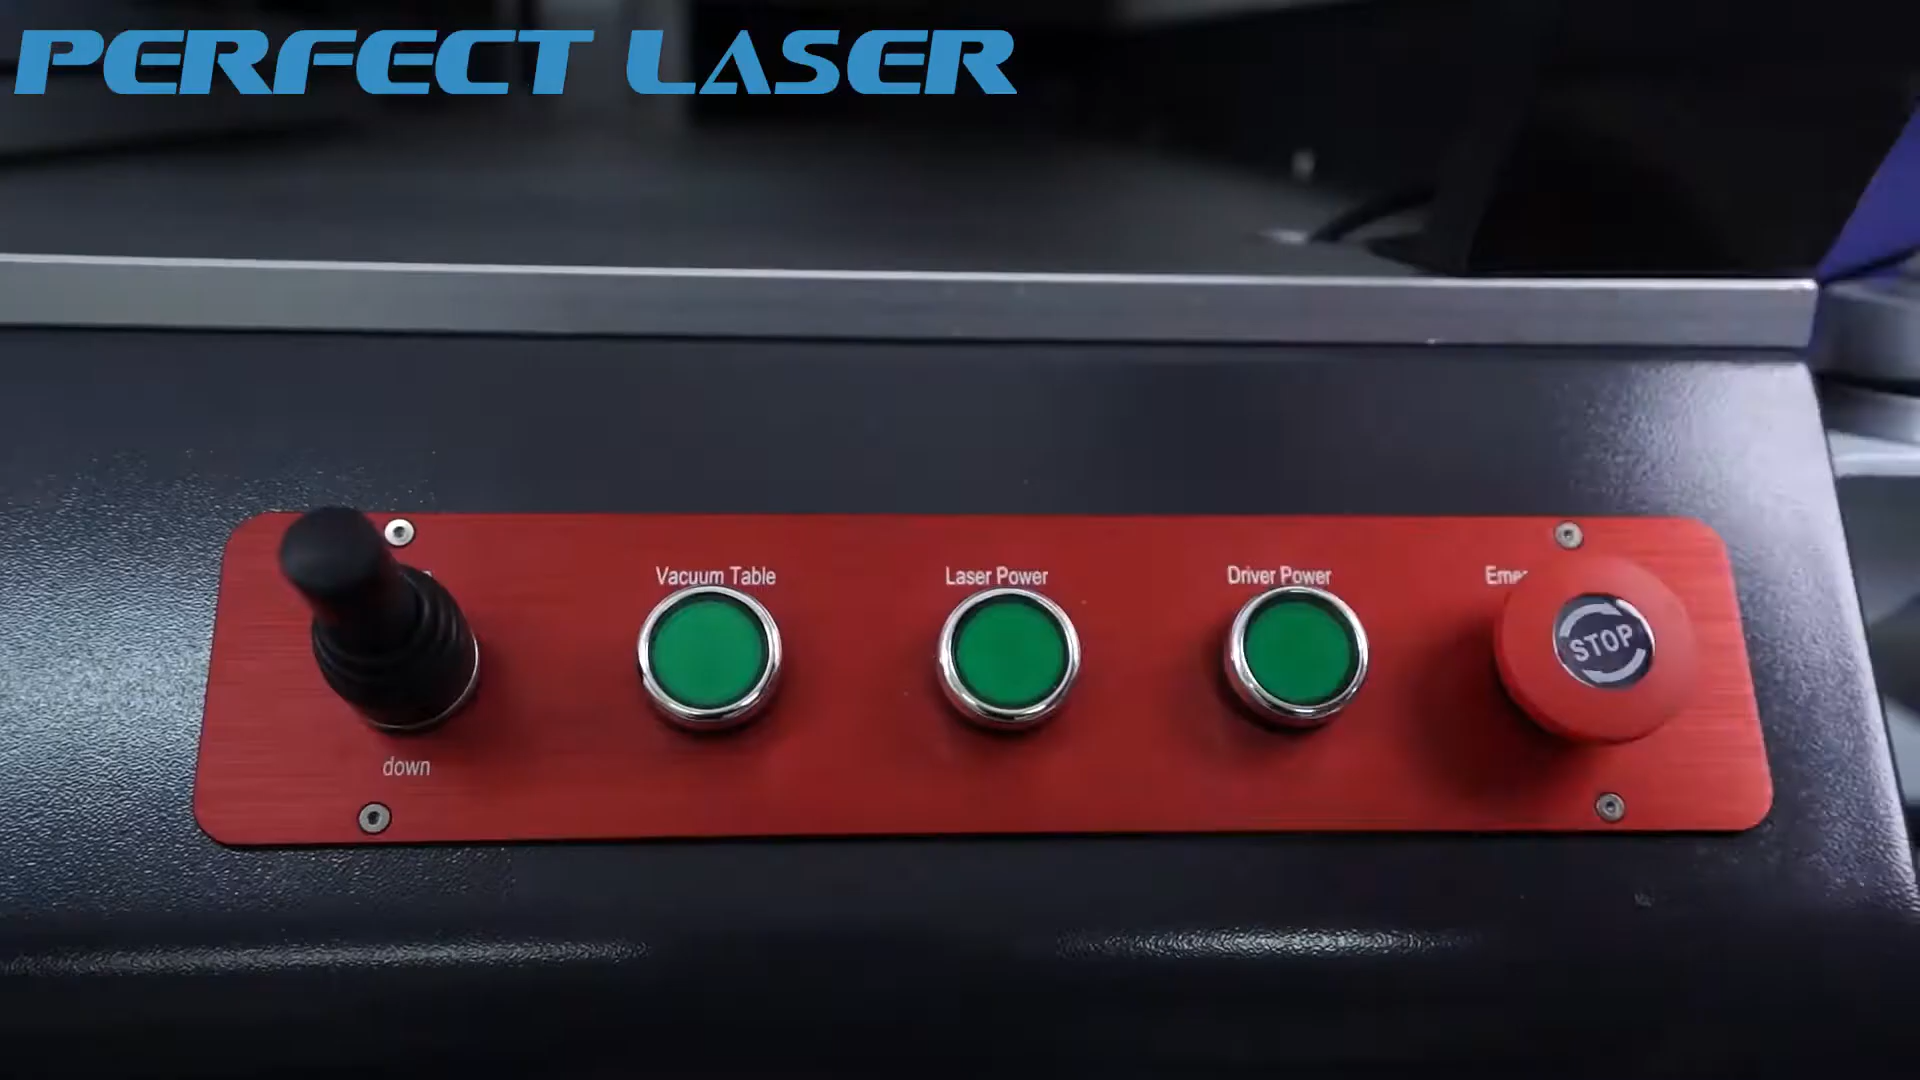 PERFECT LASER
Vacuum Table
Laser Power
Driver Power
STOP
down